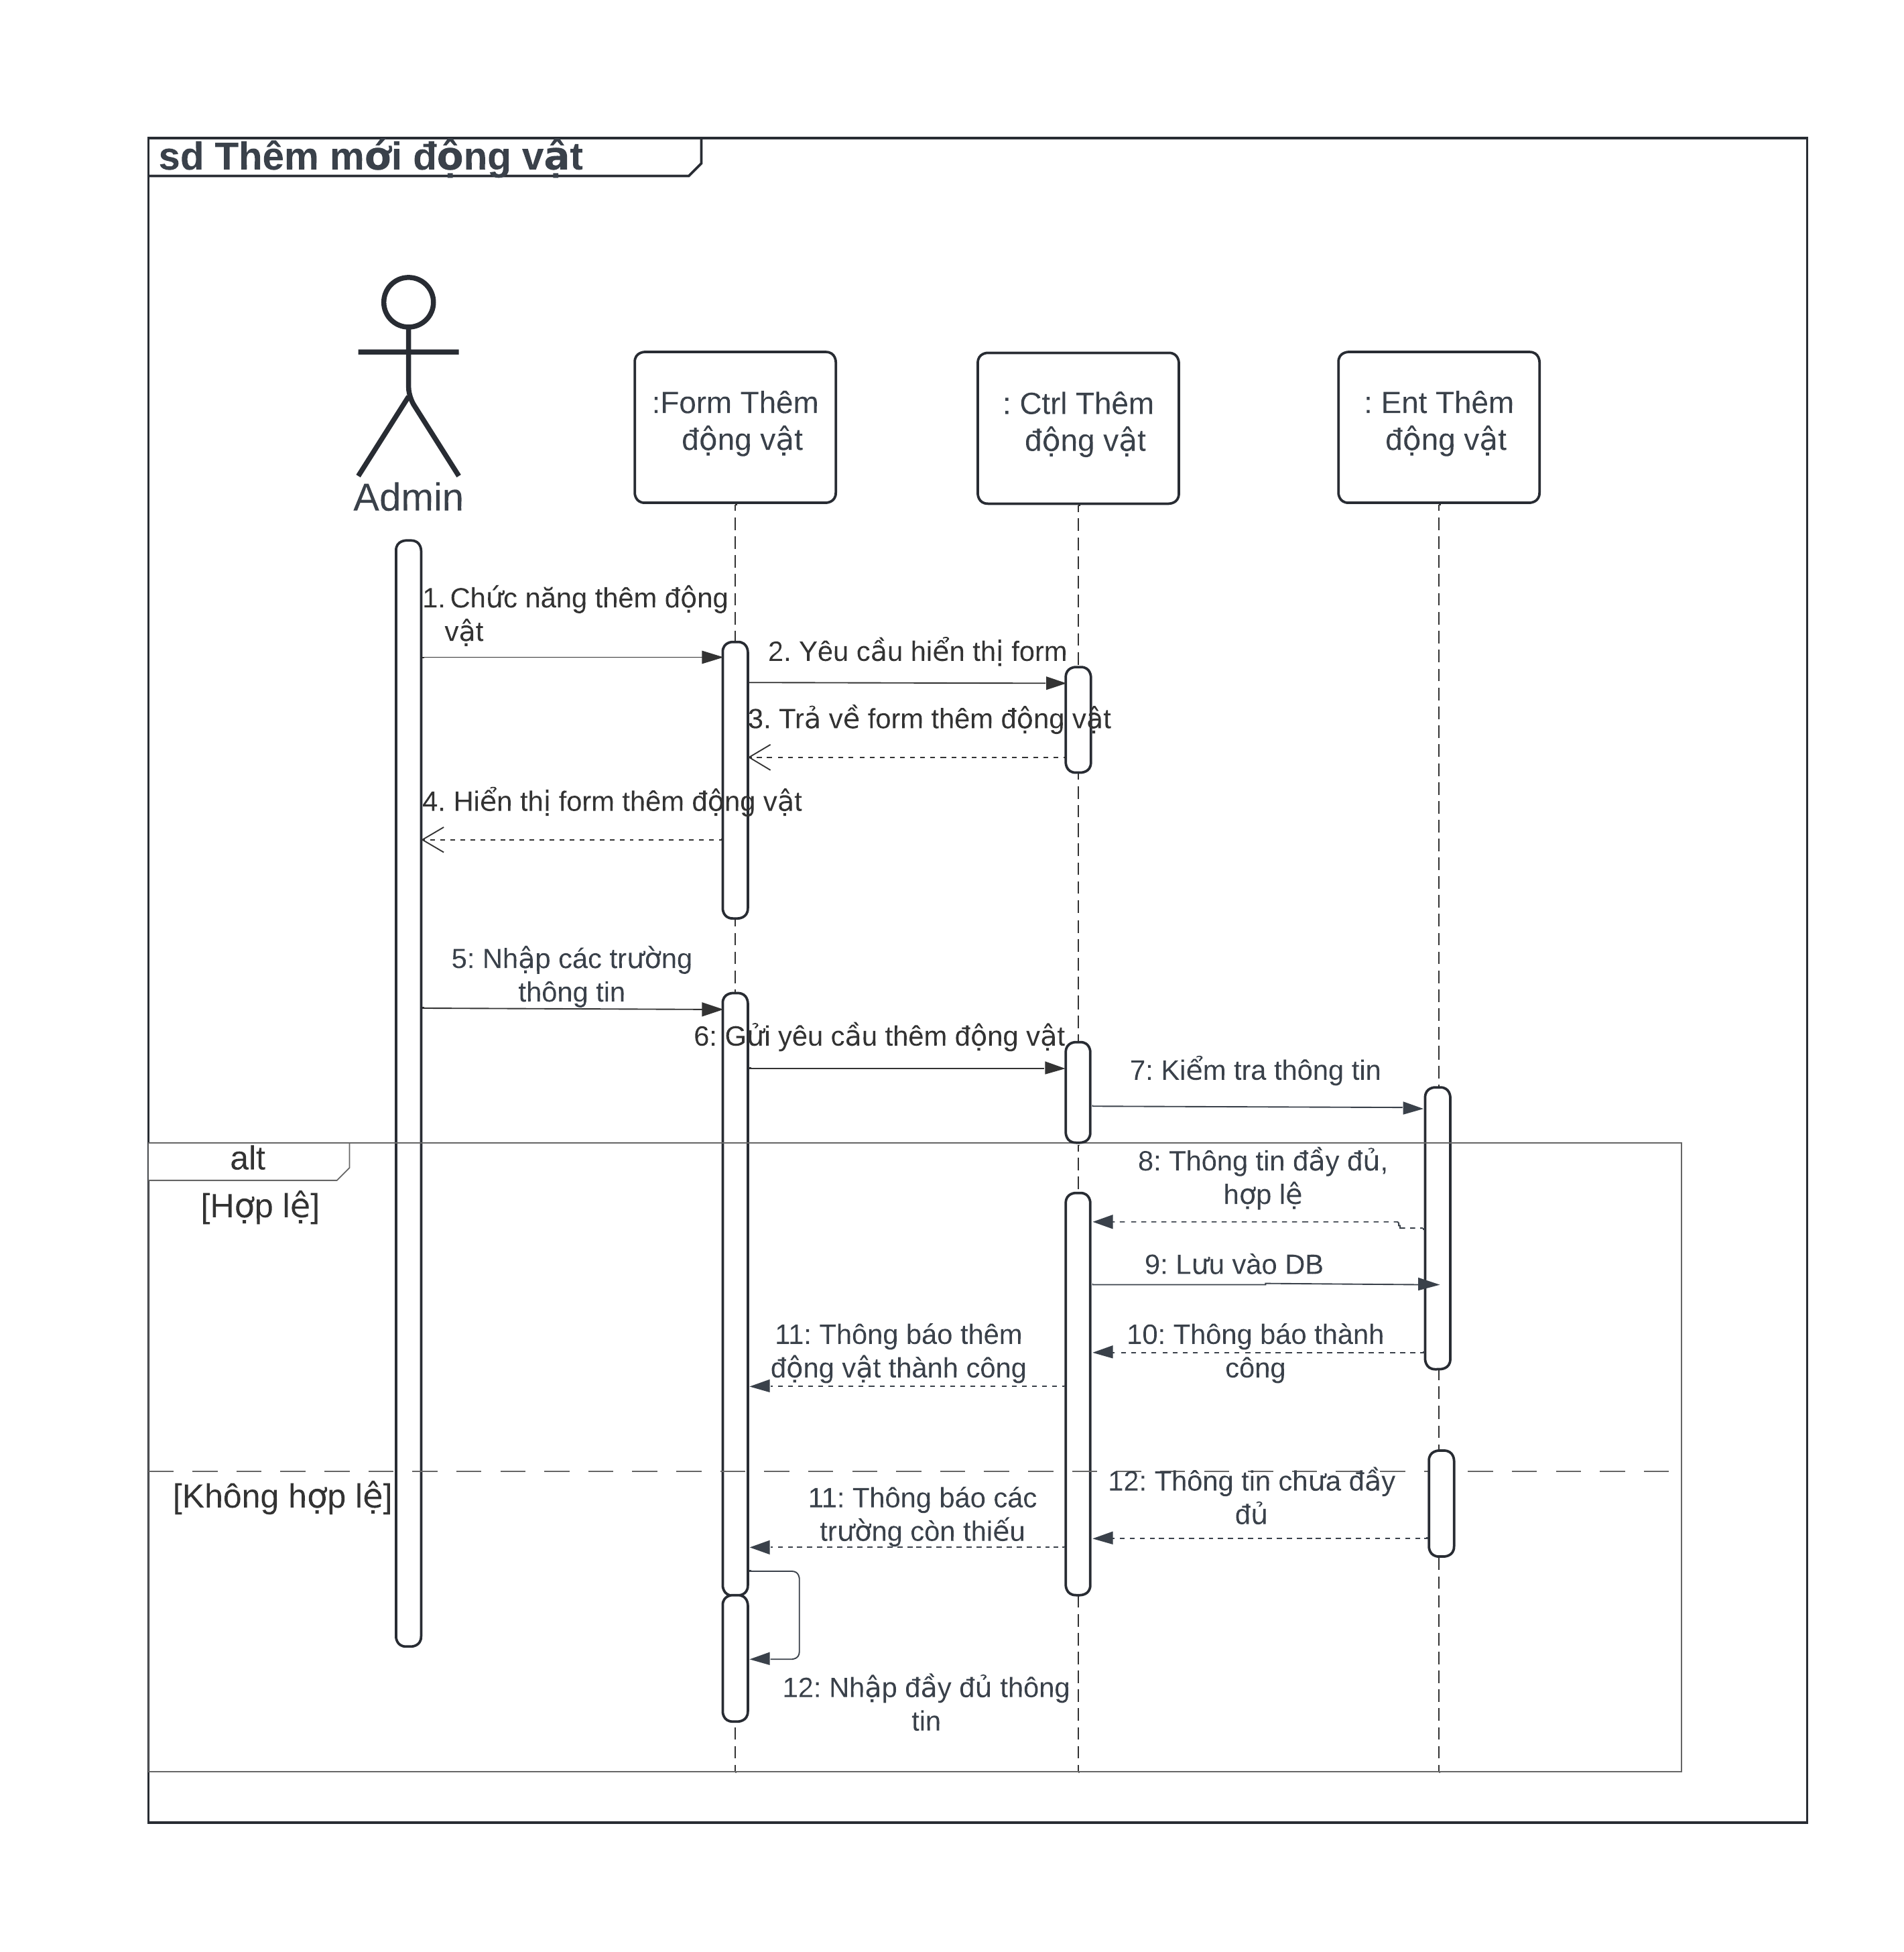 sd Thêm mới động vật
Admin
:Form Thêm
động vật
: Ctrl Thêm
động vật
: Ent Thêm
động vật
1. Chức năng thêm động
vật
2. Yêu cầu hiển thị form
3. Trả về form thêm động vật
4. Hiển thị form thêm động vật
5: Nhập các trường
thông tin
6: Gửi yêu cầu thêm động vật
7: Kiểm tra thông tin
alt
[Hợp lệ]
8: Thông tin đầy đủ,
hợp lệ
9: Lưu vào DB
10: Thông báo thành
công
11: Thông báo thêm
động vật thành công
[Không hợp lệ]
12: Thông tin chưa đầy
đủ
11: Thông báo các
trường còn thiếu
12: Nhập đầy đủ thông
tin